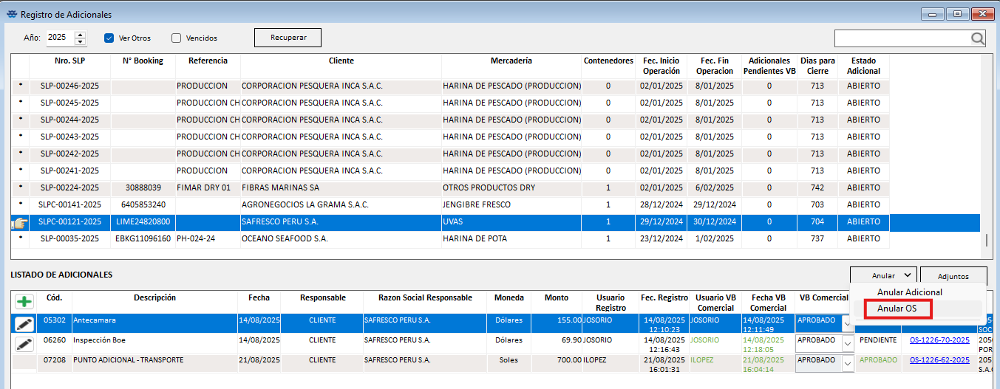 Registro de Adicionales
Año: 2025 Ver Otros Vencidos Recuperar
Nro. SLP N° Booking Referencia Cliente Mercadería Contenedores Fec. Inicio Operación Fec. Fin Operacion Adicionales Pendientes VB Dias para Cierre Estado Adicional
* SLP-00246-2025 PRODUCCION CORPORACION PESQUERA INCA S.A.C. HARINA DE PESCADO (PRODUCCION) 0 02/01/2025 8/01/2025 0 713 ABIERTO
* SLP-00245-2025 PRODUCCION CH CORPORACION PESQUERA INCA S.A.C. HARINA DE PESCADO (PRODUCCION) 0 02/01/2025 8/01/2025 0 713 ABIERTO
* SLP-00244-2025 PRODUCCION CH CORPORACION PESQUERA INCA S.A.C. HARINA DE PESCADO (PRODUCCION) 0 02/01/2025 8/01/2025 0 713 ABIERTO
* SLP-00243-2025 PRODUCCION CH CORPORACION PESQUERA INCA S.A.C. HARINA DE PESCADO (PRODUCCION) 0 02/01/2025 8/01/2025 0 713 ABIERTO
* SLP-00242-2025 PRODUCCION CH CORPORACION PESQUERA INCA S.A.C. HARINA DE PESCADO (PRODUCCION) 0 02/01/2025 8/01/2025 0 713 ABIERTO
* SLP-00241-2025 PRODUCCION CORPORACION PESQUERA INCA S.A.C. HARINA DE PESCADO (PRODUCCION) 0 02/01/2025 8/01/2025 0 713 ABIERTO
* SLP-00224-2025 30888039 FIMAR DRY 01 FIBRAS MARINAS SA OTROS PRODUCTOS DRY 1 02/01/2025 6/02/2025 0 742 ABIERTO
* SLPC-00141-2025 6405853240 AGRONEGOCIOS LA GRAMA S.A.C. JENGIBRE FRESCO 1 28/12/2024 29/12/2024 0 703 ABIERTO
SLPC-00121-2025 LIME24820800 SAFRESCO PERU S.A. UVAS 1 29/12/2024 30/12/2024 0 704 ABIERTO
* SLP-00035-2025 EBKG11096160 PH-024-24 OCEANO SEAFOOD S.A. HARINA DE POTA 1 23/12/2024 1/02/2025 0 737 ABIERTO
LISTADO DE ADICIONALES Anular Adjuntos
Anular Adicional
Anular OS
Cód. Descripción Fecha Responsable Razon Social Responsable Moneda Monto Usuario Registro Fec. Registro Usuario VB Comercial Fecha VB Comercial VB Comercial
05302 Antecamara 14/08/2025 CLIENTE SAFRESCO PERU S.A. Dólares 155.00 JOSORIO 14/08/2025 12:10:23 JOSORIO 14/08/2025 12:11:49 APROBADO
06260 Inspección Boe 14/08/2025 CLIENTE SAFRESCO PERU S.A. Dólares 69.90 JOSORIO 14/08/2025 12:16:43 JOSORIO 14/08/2025 12:18:05 APROBADO PENDIENTE OS-1226-70-2025
07208 PUNTO ADICIONAL - TRANSPORTE 21/08/2025 CLIENTE SAFRESCO PERU S.A. Soles 700.00 ILOPEZ 21/08/2025 16:01:31 ILOPEZ 21/08/2025 16:04:14 APROBADO APROBADO OS-1226-62-2025